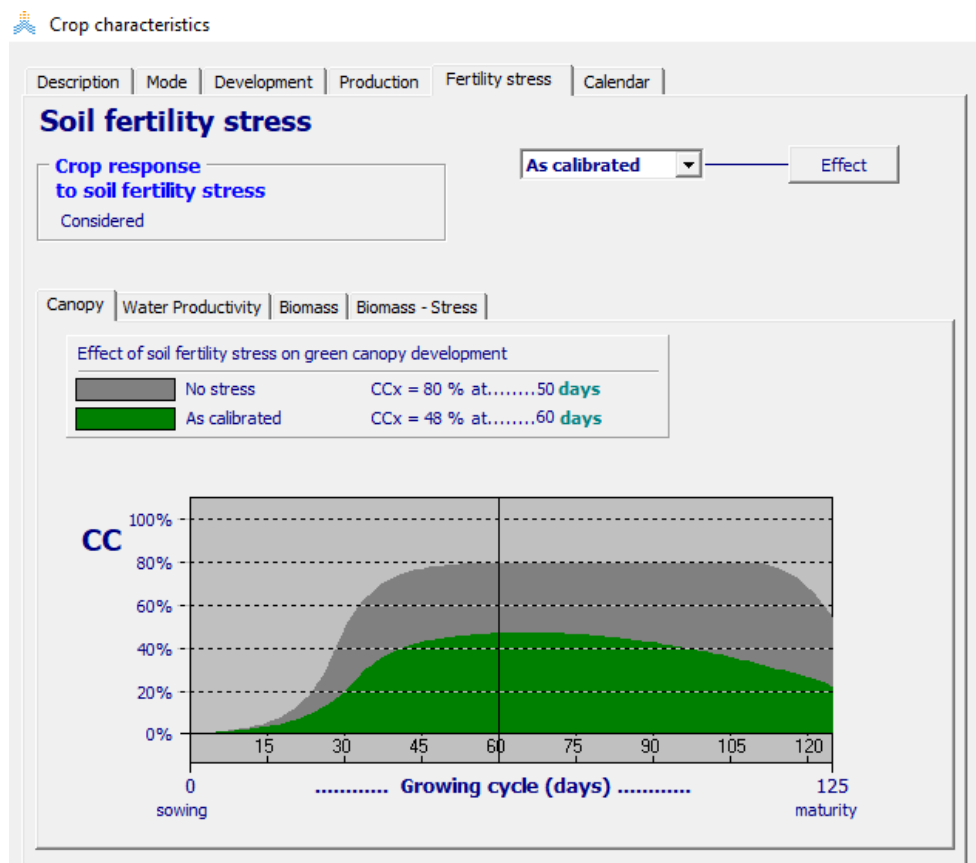 Crop characteristics
Description Mode Development Production Fertility stress Calendar
Soil fertility stress
Crop response
to soil fertility stress
Considered
As calibrated Effect
Canopy Water Productivity Biomass Biomass - Stress
Effect of soil fertility stress on green canopy development
No stress CCx = 80 % at........50 days
As calibrated CCx = 48 % at........60 days
CC
100%
80%
60%
40%
20%
0%
15 30 45 60 75 90 105 120
0 ............ Growing cycle (days) ............ 125
sowing maturity